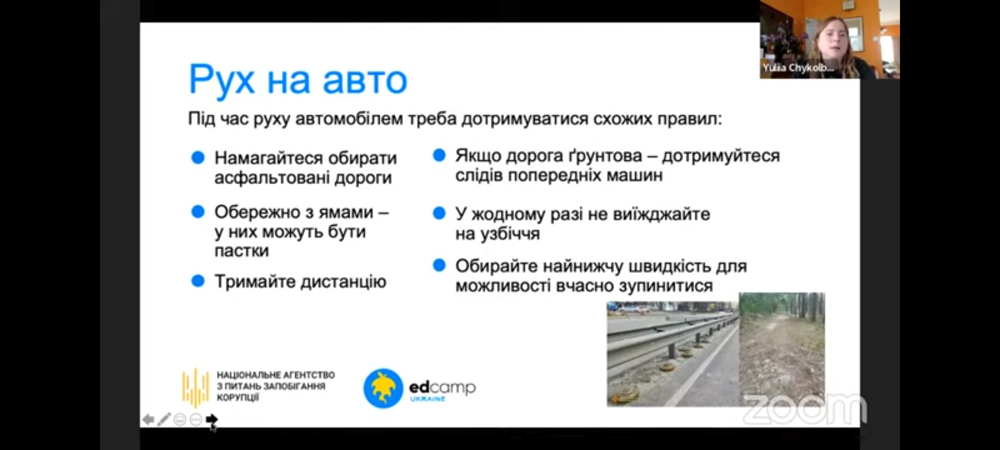 Yuliia Chykolb...
Рух на авто
Під час руху автомобілем треба дотримуватися схожих правил:
Намагайтеся обирати
асфальтовані дороги
Обережно з ямами –
у них можуть бути
пастки
Тримайте дистанцію
Якщо дорога ґрунтова – дотримуйтеся
слідів попередніх машин
У жодному разі не виїжджайте
на узбіччя
Обирайте найнижчу швидкість для
можливості вчасно зупинитися
НАЦІОНАЛЬНЕ АГЕНТСТВО
З ПИТАНЬ ЗАПОБІГАННЯ
КОРУПЦІЇ
edcamp
UKRAINE
zoom